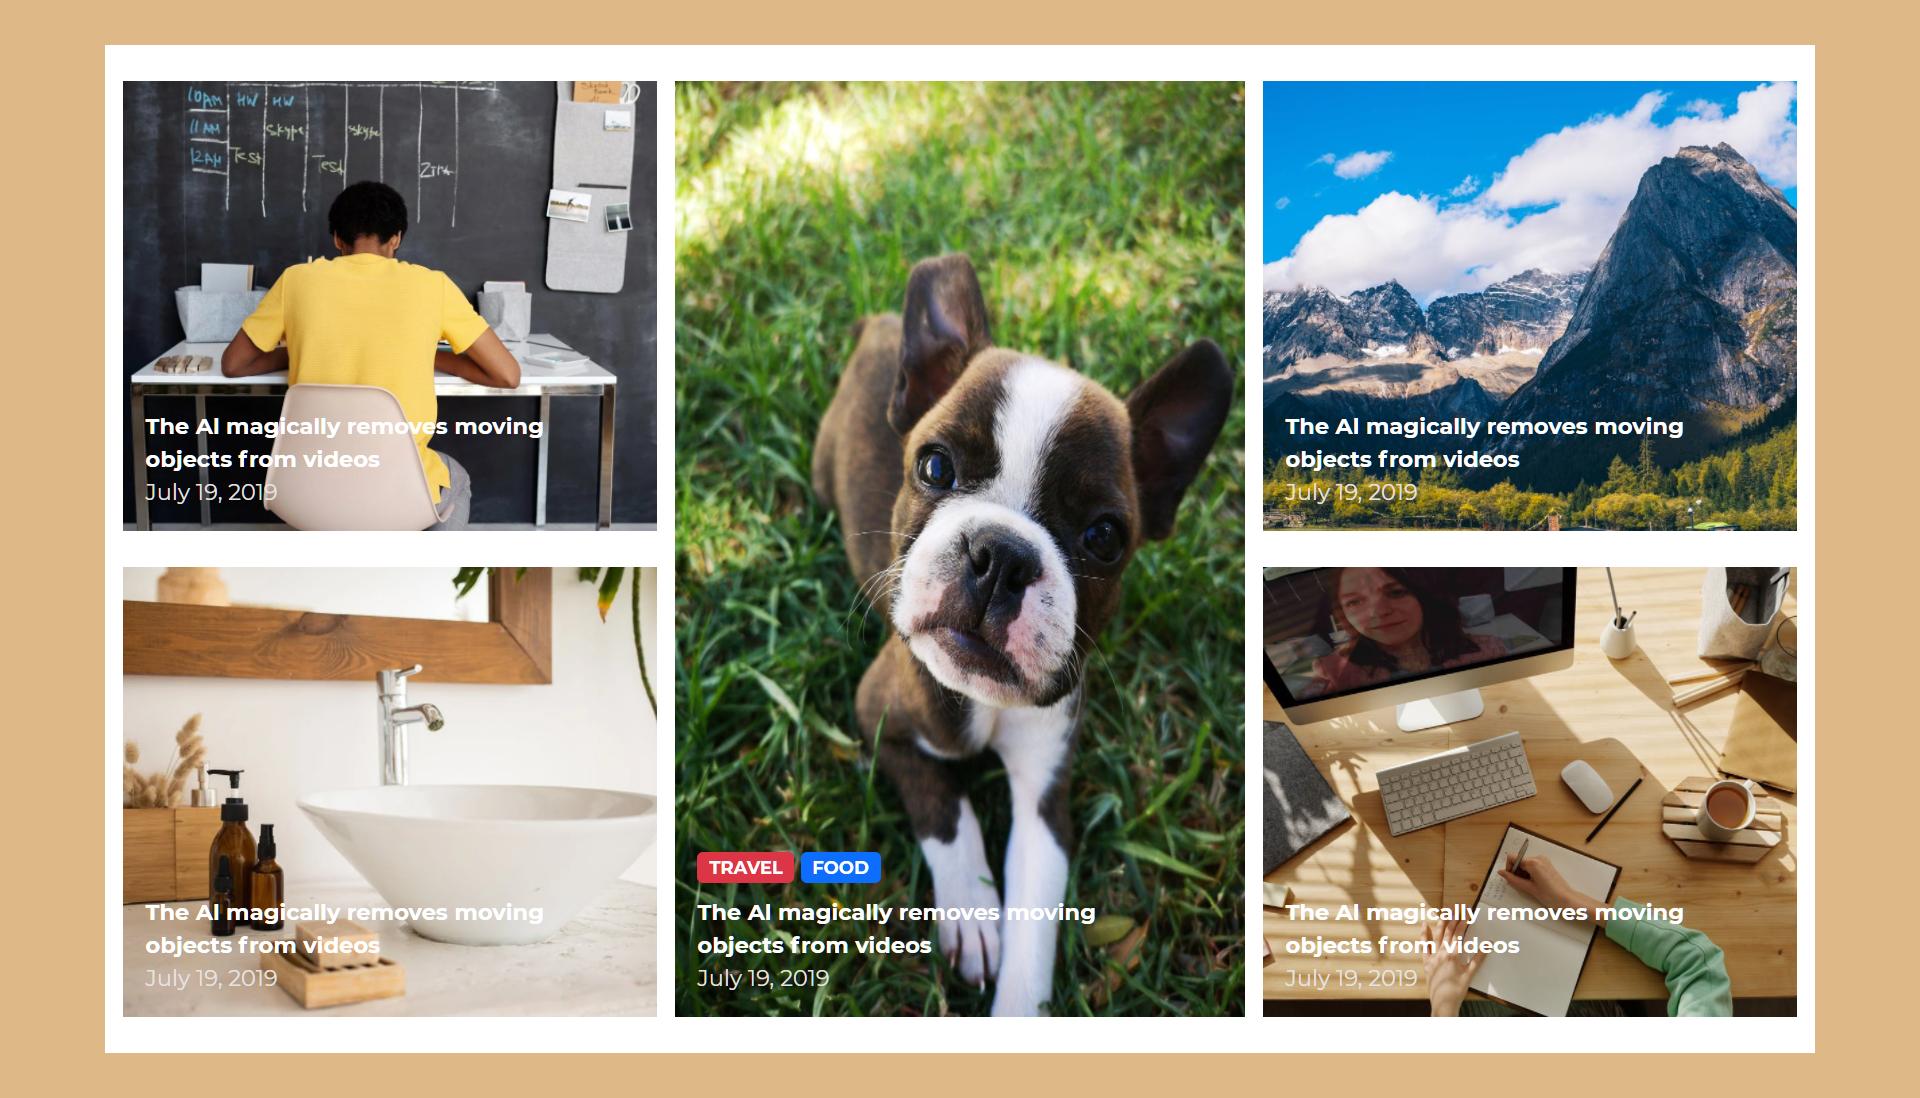 10AM HW HW
11AM Skype Skype
12AM Test Test
The AI magically removes moving
objects from videos
July 19, 2019
The AI magically removes moving
objects from videos
July 19, 2019
TRAVEL FOOD
The AI magically removes moving
objects from videos
July 19, 2019
The AI magically removes moving
objects from videos
July 19, 2019
The AI magically removes moving
objects from videos
July 19, 2019